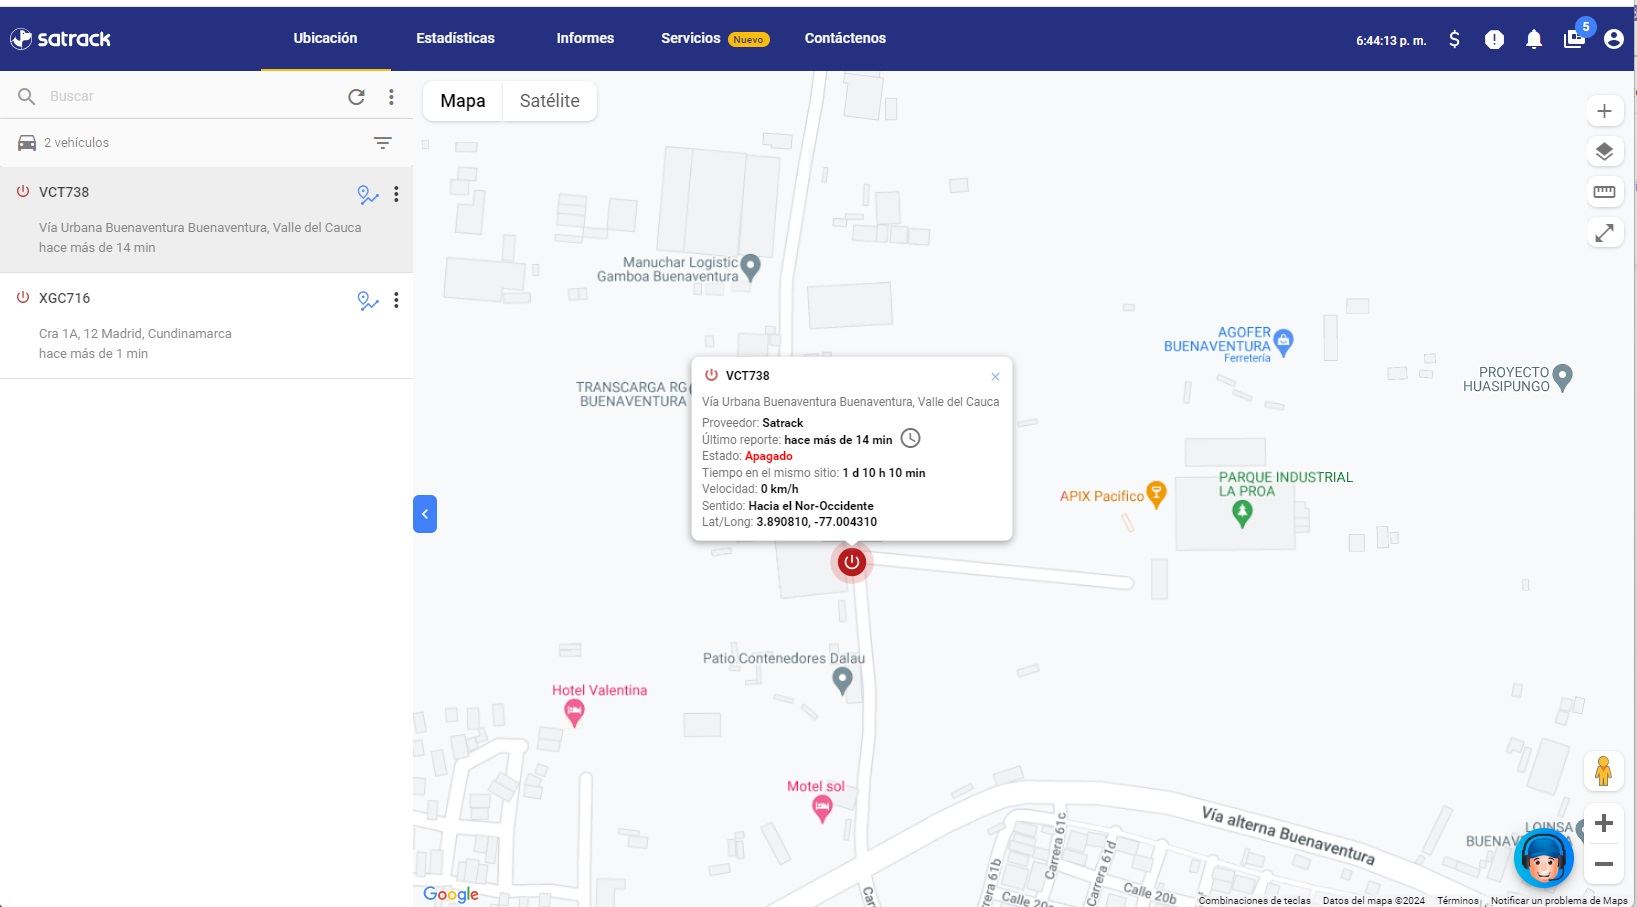 satrack
Ubicación
Estadísticas
Informes
Servicios Nuevo
Contáctenos
6:44:13 p. m.
5
Buscar
2 vehículos
VCT738
Vía Urbana Buenaventura Buenaventura, Valle del Cauca
hace más de 14 min
XGC716
Cra 1A, 12 Madrid, Cundinamarca
hace más de 1 min
Mapa
Satélite
Manuchar Logistic
Gamboa Buenaventura
AGOFER
BUENAVENTURA
Ferretería
PROYECTO
HUASIPUNGO
TRANSCARGA RG
BUENAVENTURA
VCT738
Vía Urbana Buenaventura Buenaventura, Valle del Cauca
Proveedor: Satrack
Último reporte: hace más de 14 min
Estado: Apagado
Tiempo en el mismo sitio: 1 d 10 h 10 min
Velocidad: 0 km/h
Sentido: Hacia el Nor-Occidente
Lat/Long: 3.890810, -77.004310
PARQUE INDUSTRIAL
LA PROA
APIX Pacifico
Patio Contenedores Dalau
Hotel Valentina
Motel sol
Vía alterna Buenaventura
LOINSA
Carrera 61b
Carrera 61c
Carrera 61d
Calle 20
Google
Combinaciones de teclas
Datos del mapa ©2024
Términos
Notificar un problema de Maps